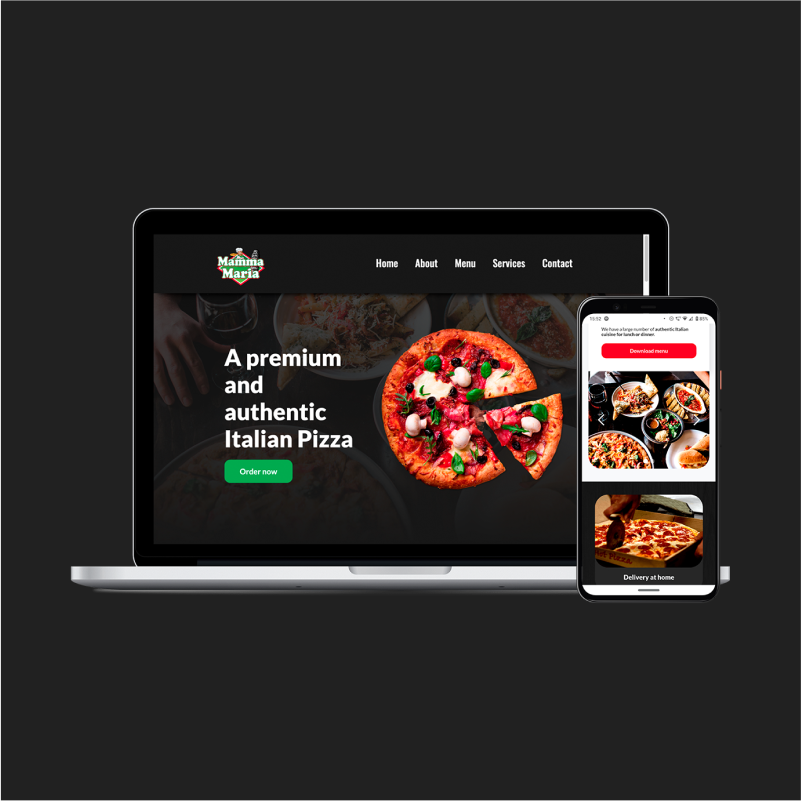 Mamma
Maria
Home About Menu Services Contact
A premium
and
authentic
Italian Pizza
Order now
15:52
85%
We have a large number of authentic Italian
cuisine for lunch or dinner.
Download menu
Delivery at home